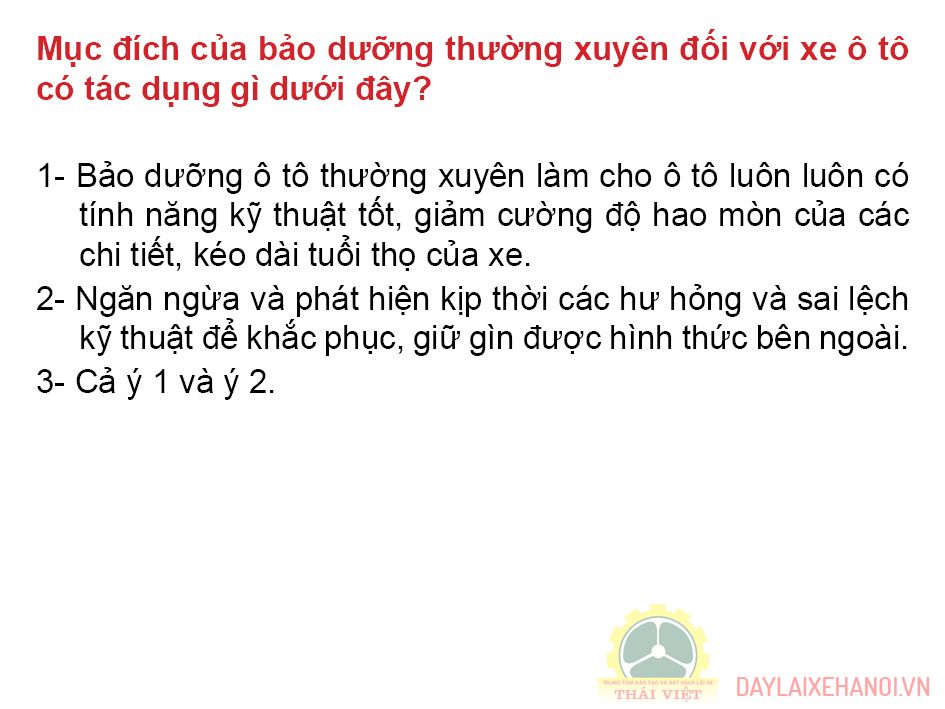 Mục đích của bảo dưỡng thường xuyên đối với xe ô tô
có tác dụng gì dưới đây?
1- Bảo dưỡng ô tô thường xuyên làm cho ô tô luôn luôn có
tính năng kỹ thuật tốt, giảm cường độ hao mòn của các
chi tiết, kéo dài tuổi thọ của xe.
2- Ngăn ngừa và phát hiện kịp thời các hư hỏng và sai lệch
kỹ thuật để khắc phục, giữ gìn được hình thức bên ngoài.
3- Cả ý 1 và ý 2.
TRUNG TÂM ĐÀO TẠO VÀ SÁT HẠCH LÁI XE
THÁI VIỆT
DAYLAIXEHANOI.VN